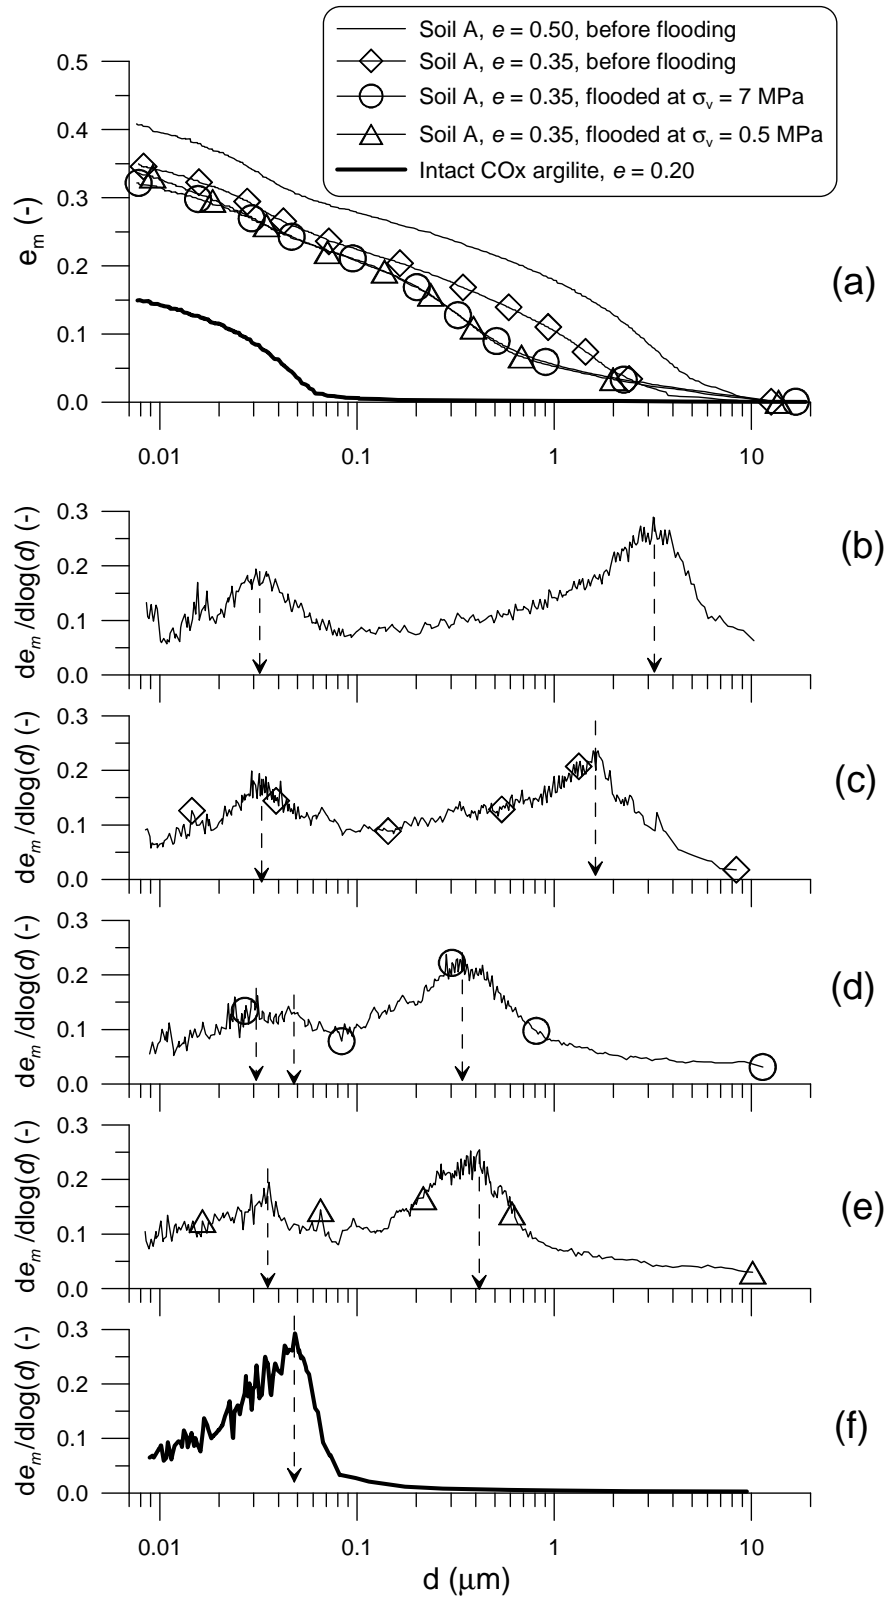 Soil A, e = 0.50, before flooding
Soil A, e = 0.35, before flooding
Soil A, e = 0.35, flooded at σv = 7 MPa
Soil A, e = 0.35, flooded at σv = 0.5 MPa
Intact COx argilite, e = 0.20
0.5
0.4
0.3
0.2
0.1
0.0
em (-)
(a)
0.01 0.1 1 10
0.3
0.2
0.1
0.0
dem /dlog(d) (-)
(b)
0.3
0.2
0.1
0.0
dem /dlog(d) (-)
(c)
0.3
0.2
0.1
0.0
dem /dlog(d) (-)
(d)
0.3
0.2
0.1
0.0
dem /dlog(d) (-)
(e)
0.3
0.2
0.1
0.0
dem/dlog(d) (-)
(f)
0.01 0.1 1 10
d (μm)